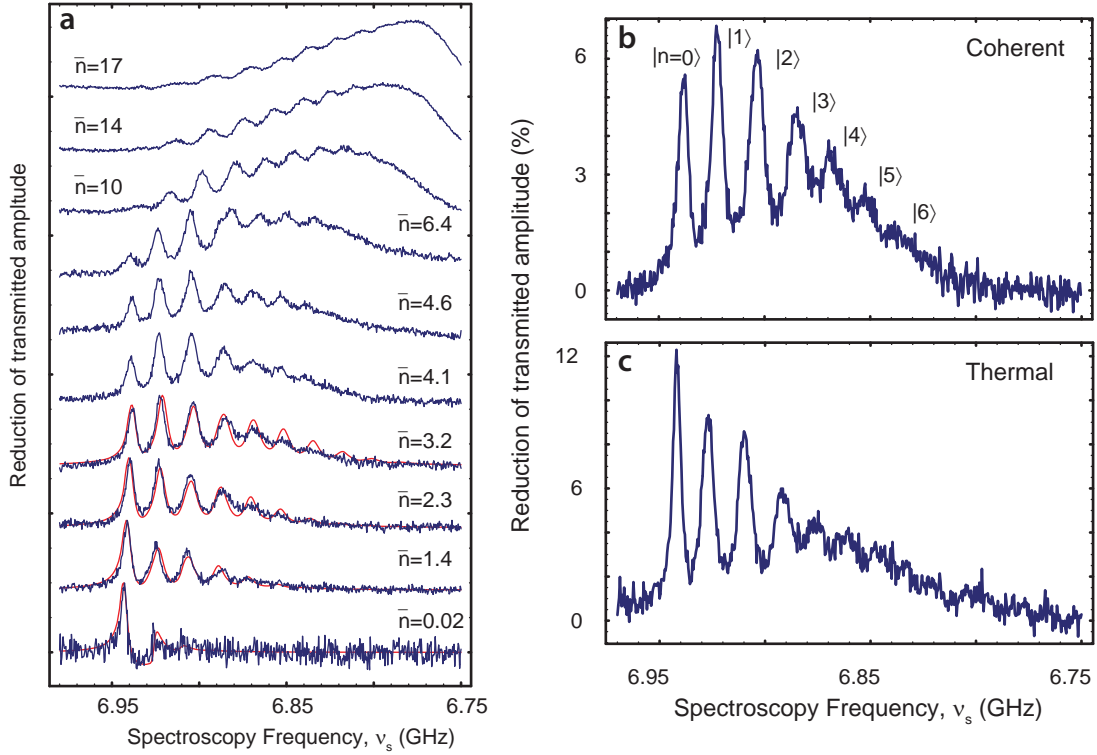 a
n̄=17
n̄=14
n̄=10
n̄=6.4
n̄=4.6
n̄=4.1
n̄=3.2
n̄=2.3
n̄=1.4
n̄=0.02
Reduction of transmitted ampltude
6.95
6.85
6.75
Spectroscopy Frequency, νs (GHz)
b
Coherent
|n=0⟩
|1⟩
|2⟩
|3⟩
|4⟩
|5⟩
|6⟩
6
3
0
Reduction of transmitted amplitude (%)
c
Thermal
12
6
0
6.95
6.85
6.75
Spectroscopy Frequency, νs (GHz)